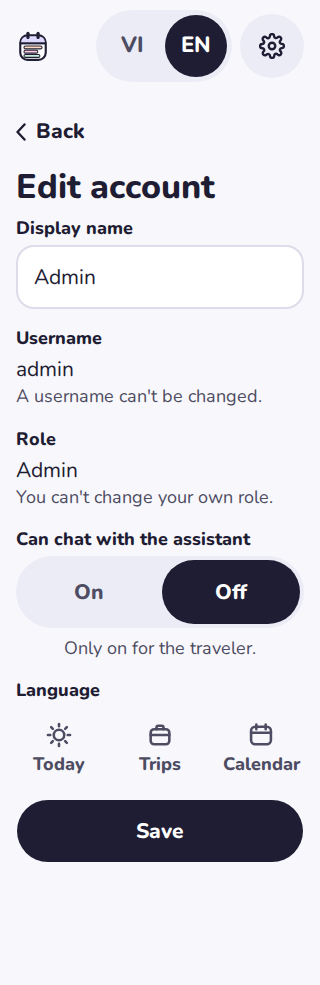 VI EN
Back
Edit account
Display name
Admin
Username
admin
A username can't be changed.
Role
Admin
You can't change your own role.
Can chat with the assistant
On Off
Only on for the traveler.
Language
Today Trips Calendar
Save